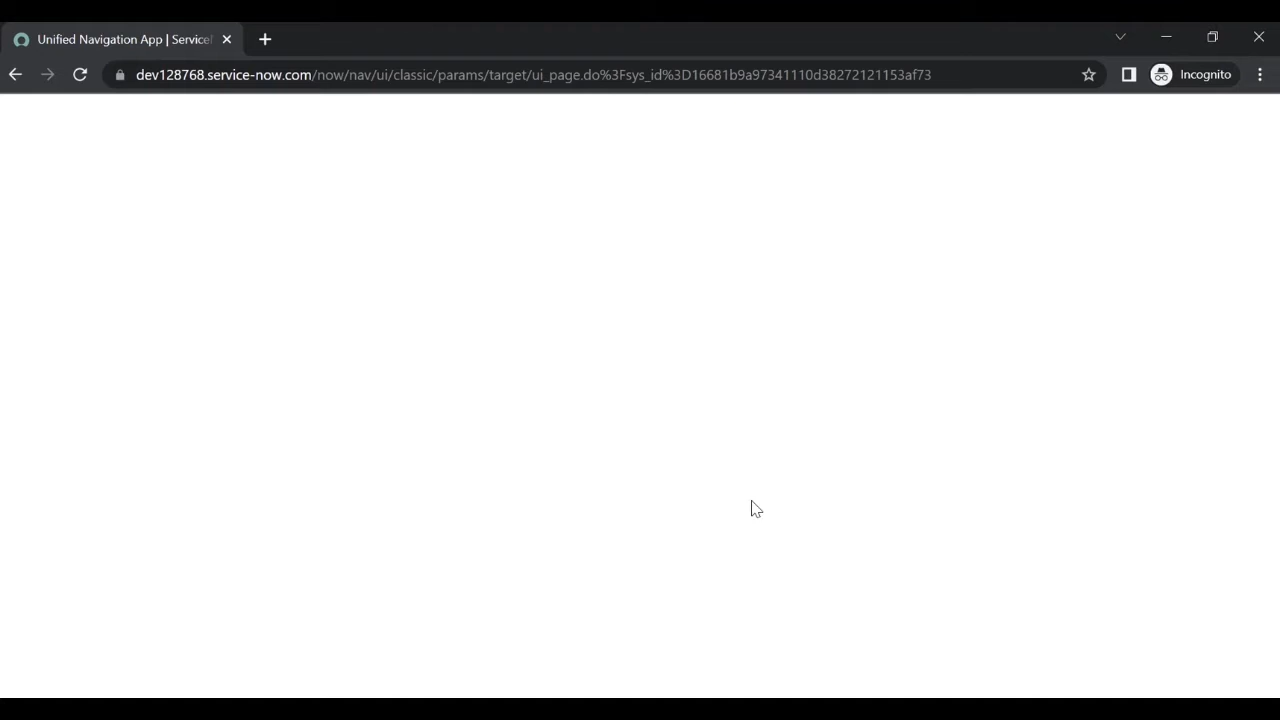 Unified Navigation App | Service
dev128768.service-now.com/now/nav/ui/classic/params/target/ui_page.do%3Fsys_id%3D16681b9a97341110d38272121153af73
Incognito